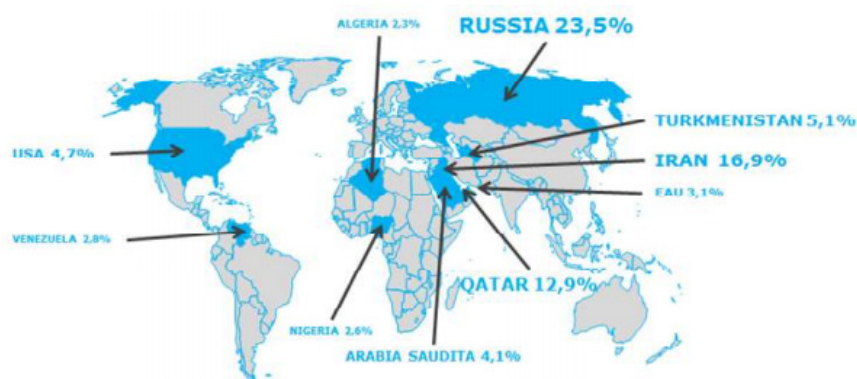 ALGERIA 2,3%
RUSSIA 23,5%
TURKMENISTAN 5,1%
USA 4,7%
IRAN 16,9%
EAU 3,1%
VENEZUELA 2,8%
QATAR 12,9%
NIGERIA 2,6%
ARABIA SAUDITA 4,1%